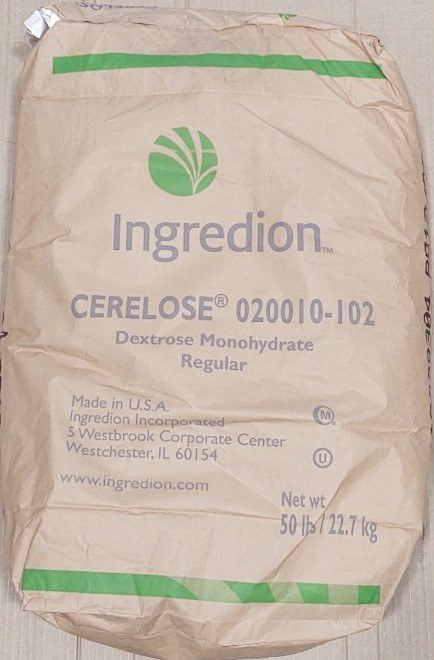 Ingredion™
CERELOSE® 020010-102
Dextrose Monohydrate
Regular
Made in U.S.A.
Ingredion Incorporated
5 Westbrook Corporate Center
Westchester, IL 60154
www.ingredion.com
M®
U
Net wt
50 lb / 22.7 kg